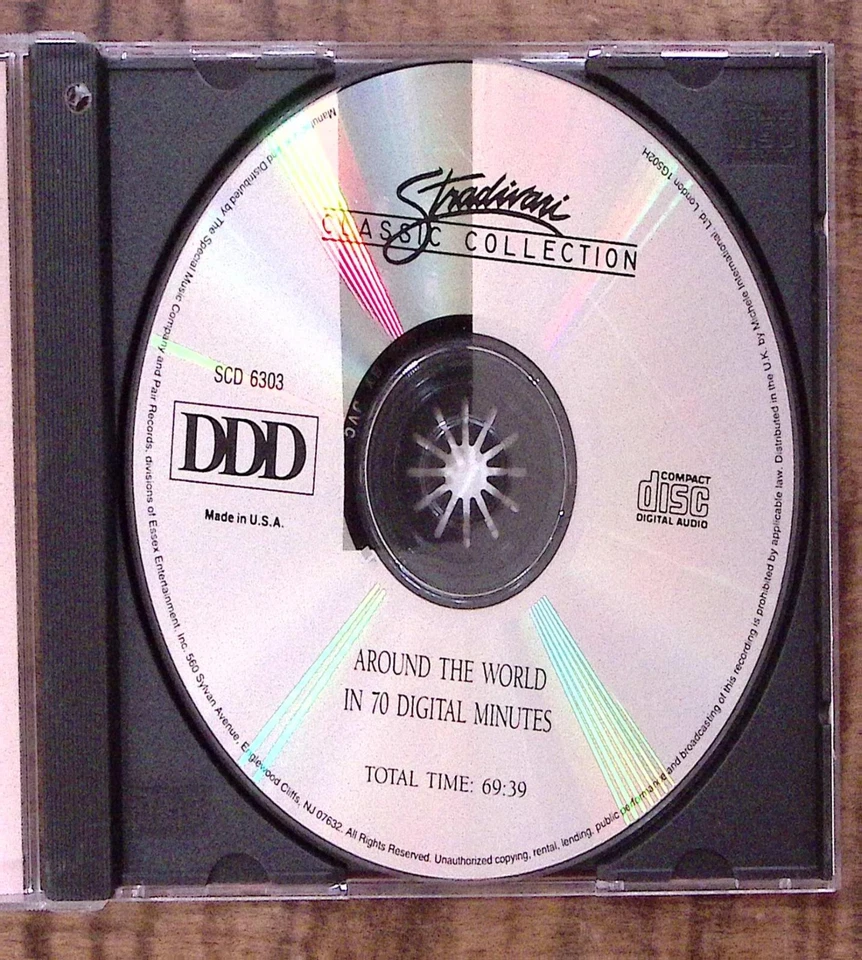 Stradivari
CLASSIC COLLECTION
SCD 6303
DDD
Made in U.S.A.
COMPACT
disc
DIGITAL AUDIO
AROUND THE WORLD
IN 70 DIGITAL MINUTES
TOTAL TIME: 69:39
Distributed by The Special Music Company and Pair Records, divisions of Essex Entertainment, Inc. 560 Sylvan Avenue, Englewood Cliffs, NJ 07632. All Rights Reserved. Unauthorized copying, rental, lending, public performance and broadcasting of this recording is prohibited by applicable law. Distributed in the U.K. by Michele International Ltd London 1G502H
JVC